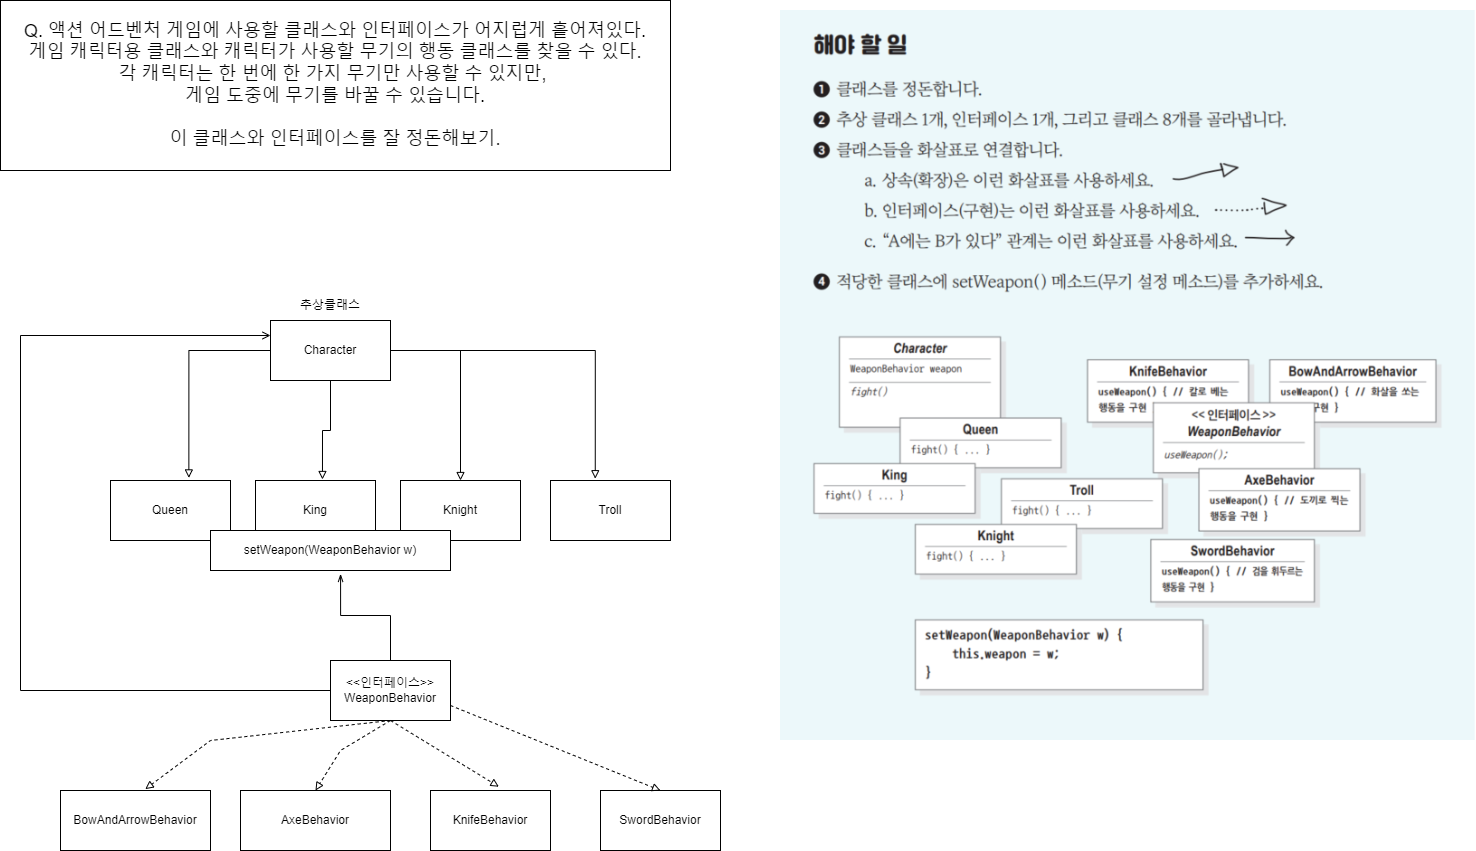 Q. 액션 어드벤처 게임에 사용할 클래스와 인터페이스가 어지럽게 흩어져있다.
게임 캐릭터용 클래스와 캐릭터가 사용할 무기의 행동 클래스를 찾을 수 있다.
각 캐릭터는 한 번에 한 가지 무기만 사용할 수 있지만,
게임 도중에 무기를 바꿀 수 있습니다.
이 클래스와 인터페이스를 잘 정돈해보기.
추상클래스
Character
Queen
King
Knight
Troll
setWeapon(WeaponBehavior w)
<<인터페이스>>
WeaponBehavior
BowAndArrowBehavior
AxeBehavior
KnifeBehavior
SwordBehavior
해야 할 일
❶ 클래스를 정돈합니다.
❷ 추상 클래스 1개, 인터페이스 1개, 그리고 클래스 8개를 골라냅니다.
❸ 클래스들을 화살표로 연결합니다.
a. 상속(확장)은 이런 화살표를 사용하세요.
b. 인터페이스(구현)는 이런 화살표를 사용하세요.
c. “A에는 B가 있다” 관계는 이런 화살표를 사용하세요.
❹ 적당한 클래스에 setWeapon() 메소드(무기 설정 메소드)를 추가하세요.
Character
WeaponBehavior weapon
fight()
Queen
fight() { ... }
King
fight() { ... }
Troll
fight() { ... }
Knight
fight() { ... }
KnifeBehavior
useWeapon() { // 칼로 베는
행동을 구현
BowAndArrowBehavior
useWeapon() { // 화살을 쏘는
구현 }
<<인터페이스>>
WeaponBehavior
useWeapon();
AxeBehavior
useWeapon() { // 도끼로 찍는
행동을 구현 }
SwordBehavior
useWeapon() { // 검을 휘두르는
행동을 구현 }
setWeapon(WeaponBehavior w) {
this.weapon = w;
}